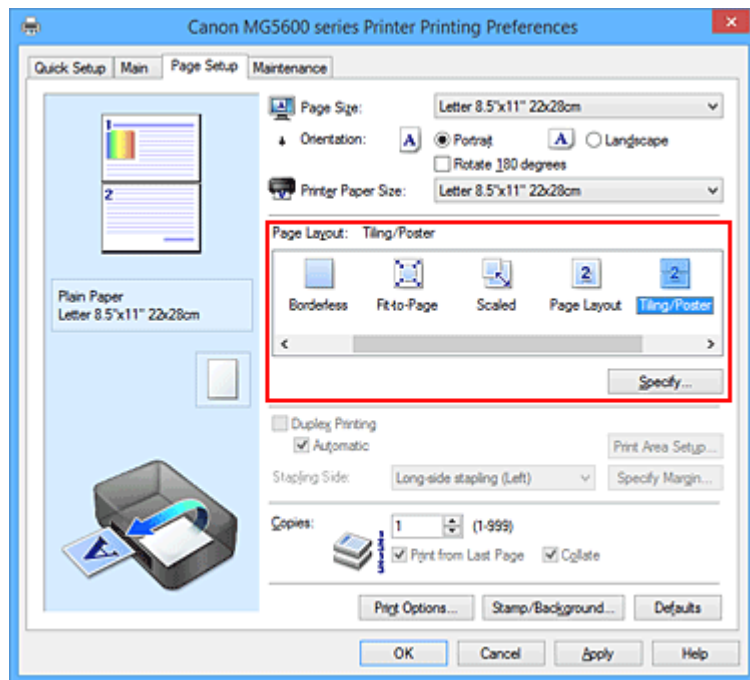 Canon MG5600 series Printer Printing Preferences
Quick Setup Main Page Setup Maintenance
1
2
Plain Paper
Letter 8.5"x11" 22x28cm
Page Size: Letter 8.5"x11" 22x28cm
Orientation: A Portrait A Landscape
Rotate 180 degrees
Printer Paper Size: Letter 8.5"x11" 22x28cm
Page Layout: Tiling/Poster
2 2
Borderless Fit-to-Page Scaled Page Layout Tiling/Poster
Specify...
Duplex Printing
Automatic Print Area Setup...
Stapling Side: Long-side stapling (Left) Specify Margin...
A
Copies: 1 (1-999)
Print from Last Page Collate
Print Options... Stamp/Background... Defaults
OK Cancel Apply Help